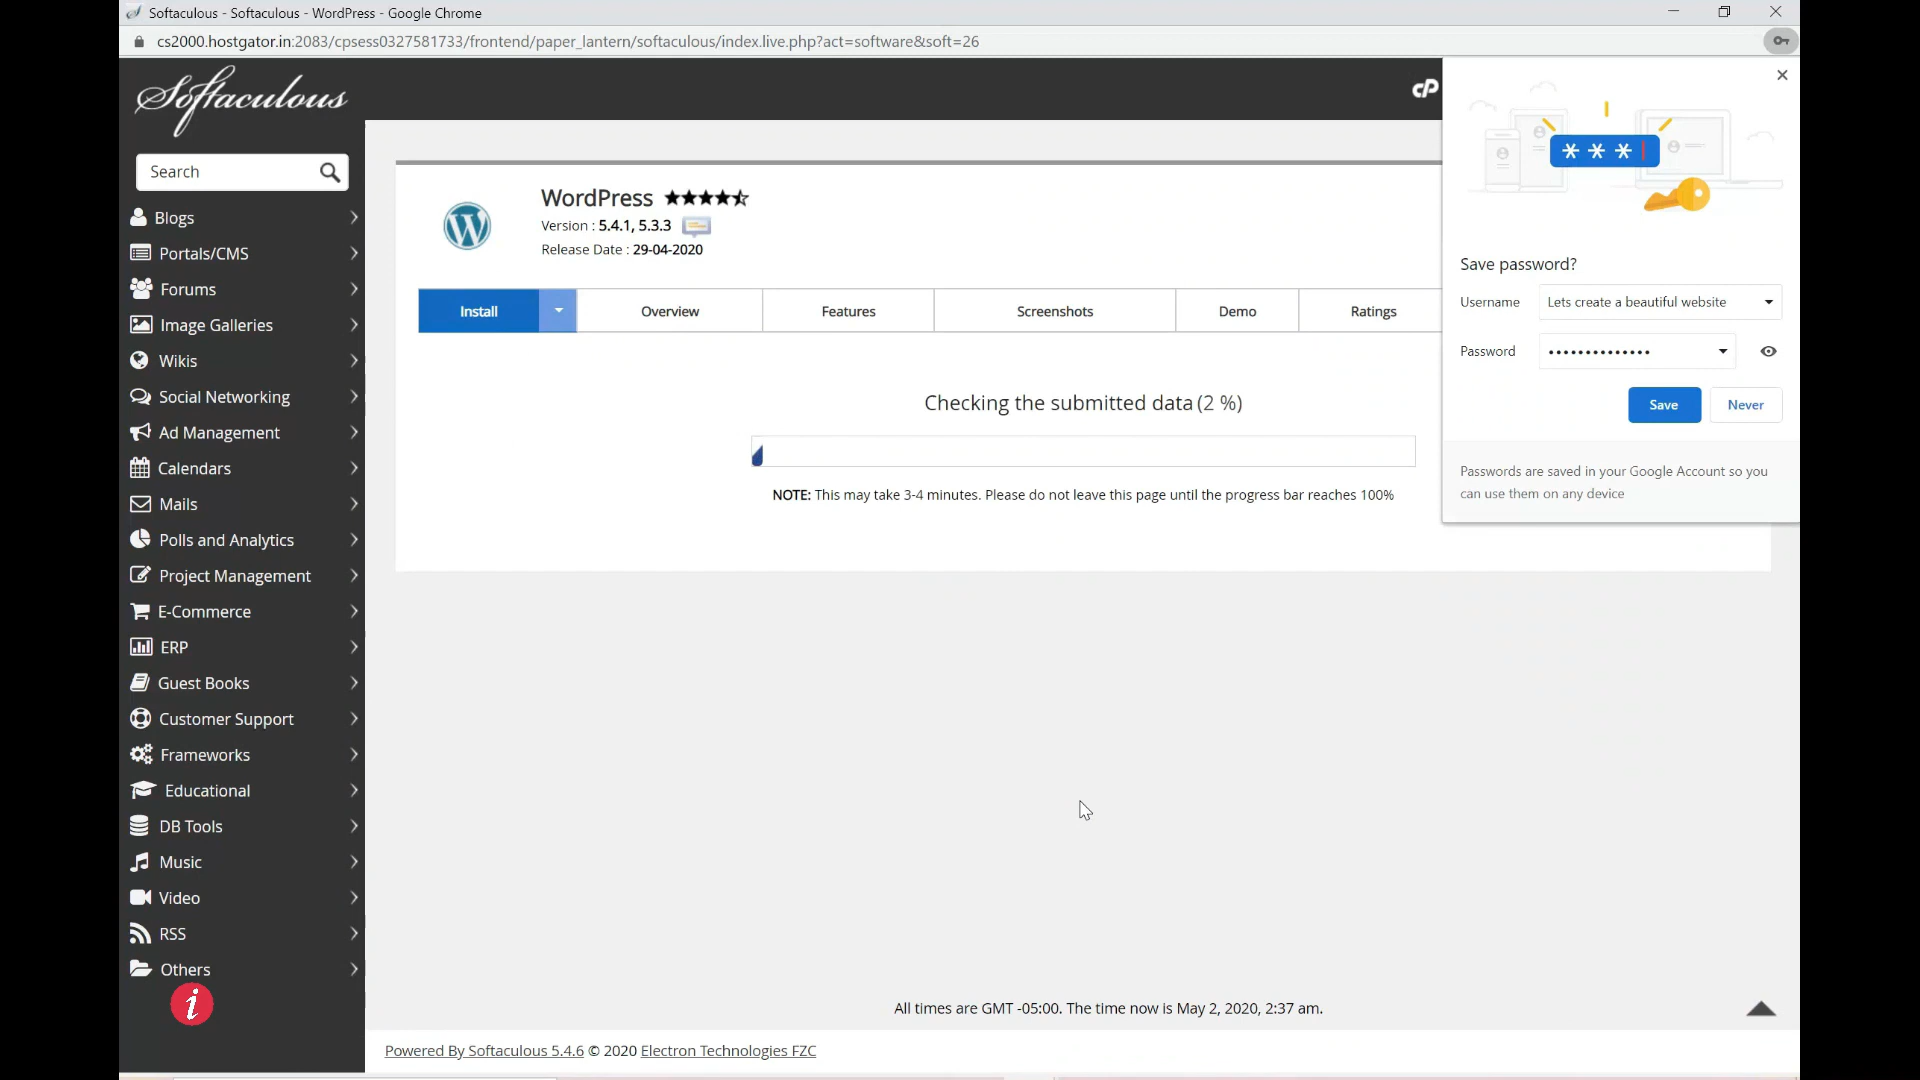 Softaculous - Softaculous - WordPress - Google Chrome
cs2000.hostgator.in:2083/cpsess0327581733/frontend/paper_lantern/softaculous/index.live.php?act=software&soft=26
Softaculous
cP
Search
Blogs
Portals/CMS
Forums
Image Galleries
Wikis
Social Networking
Ad Management
Calendars
Mails
Polls and Analytics
Project Management
E-Commerce
ERP
Guest Books
Customer Support
Frameworks
Educational
DB Tools
Music
Video
RSS
Others
i
W
WordPress
Version : 5.4.1, 5.3.3
Release Date : 29-04-2020
Install Overview Features Screenshots Demo Ratings
Checking the submitted data (2 %)
NOTE: This may take 3-4 minutes. Please do not leave this page until the progress bar reaches 100%
* * * |
Save password?
Username Lets create a beautiful website
Password ••••••••••••••
Save Never
Passwords are saved in your Google Account so you
can use them on any device
All times are GMT -05:00. The time now is May 2, 2020, 2:37 am.
Powered By Softaculous 5.4.6 © 2020 Electron Technologies FZC